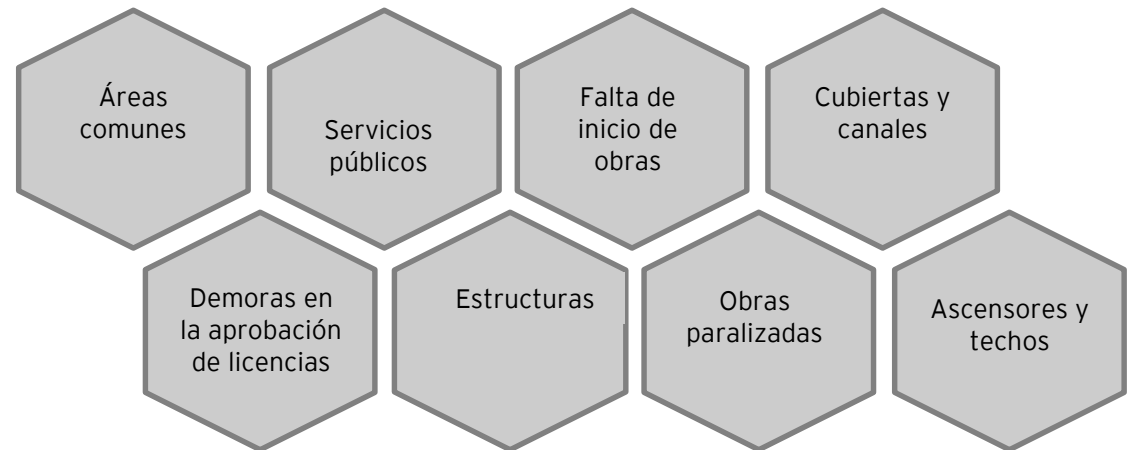 Áreas
comunes
Servicios
públicos
Falta de
inicio de
obras
Cubiertas y
canales
Demoras en
la aprobación
de licencias
Estructuras
Obras
paralizadas
Ascensores y
techos